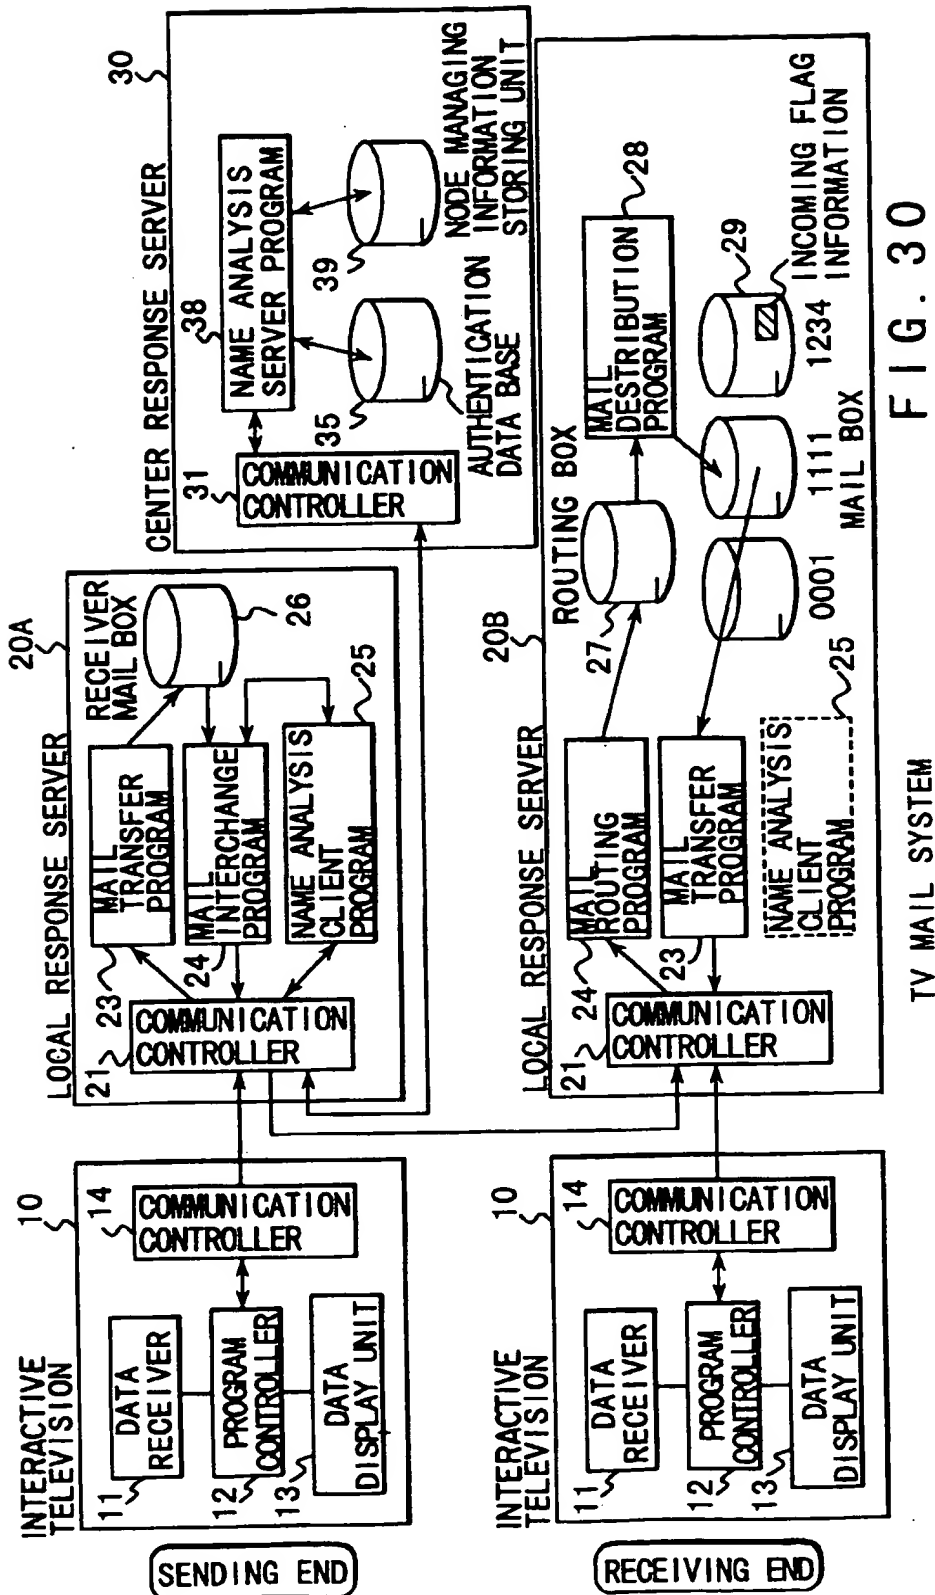 SENDING END
INTERACTIVE
TELEVISION
10
11
DATA
RECEIVER
12
PROGRAM
CONTROLLER
13
DATA
DISPLAY UNIT
14
COMMUNICATION
CONTROLLER
LOCAL RESPONSE SERVER
20A
21
COMMUNICATION
CONTROLLER
23
MAIL
TRANSFER
PROGRAM
24
MAIL
INTERCHANGE
PROGRAM
NAME ANALYSIS
CLIENT
PROGRAM
25
RECEIVER
MAIL BOX
26
CENTER RESPONSE SERVER
30
31
COMMUNICATION
CONTROLLER
38
NAME ANALYSIS
SERVER PROGRAM
35
AUTHENTICATION
DATA BASE
39
NODE MANAGING
INFORMATION
STORING UNIT
RECEIVING END
INTERACTIVE
TELEVISION
10
11
DATA
RECEIVER
12
PROGRAM
CONTROLLER
13
DATA
DISPLAY UNIT
14
COMMUNICATION
CONTROLLER
LOCAL RESPONSE SERVER
20B
21
COMMUNICATION
CONTROLLER
24
MAIL
ROUTING
PROGRAM
23
MAIL TRANSFER
PROGRAM
NAME ANALYSIS
CLIENT
PROGRAM
25
ROUTING BOX
27
MAIL
DESTRIBUTION
PROGRAM
28
0001
1111
1234
MAIL BOX
29
INCOMING FLAG
INFORMATION
TV MAIL SYSTEM
FIG. 30